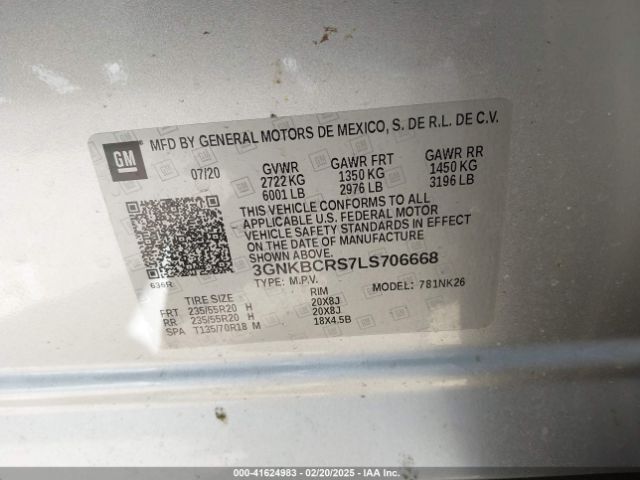 MFD BY GENERAL MOTORS DE MEXICO, S. DE R.L. DE C.V.
GM
07/20 GVWR GAWR FRT GAWR RR
2722 KG 1350 KG 1450 KG
6001 LB 2976 LB 3196 LB
THIS VEHICLE CONFORMS TO ALL
APPLICABLE U.S. FEDERAL MOTOR
VEHICLE SAFETY STANDARDS IN EFFECT
ON THE DATE OF MANUFACTURE
SHOWN ABOVE.
3GNKBCRS7LS706668
TYPE: M.P.V. MODEL: 781NK26
636R
TIRE SIZE RIM
FRT 235/55R20 H 20X8J
RR 235/55R20 H 20X8J
SPA T135/70R18 M 18X4.5B
0-41624983 / 02/20/2025 / IAA LLC